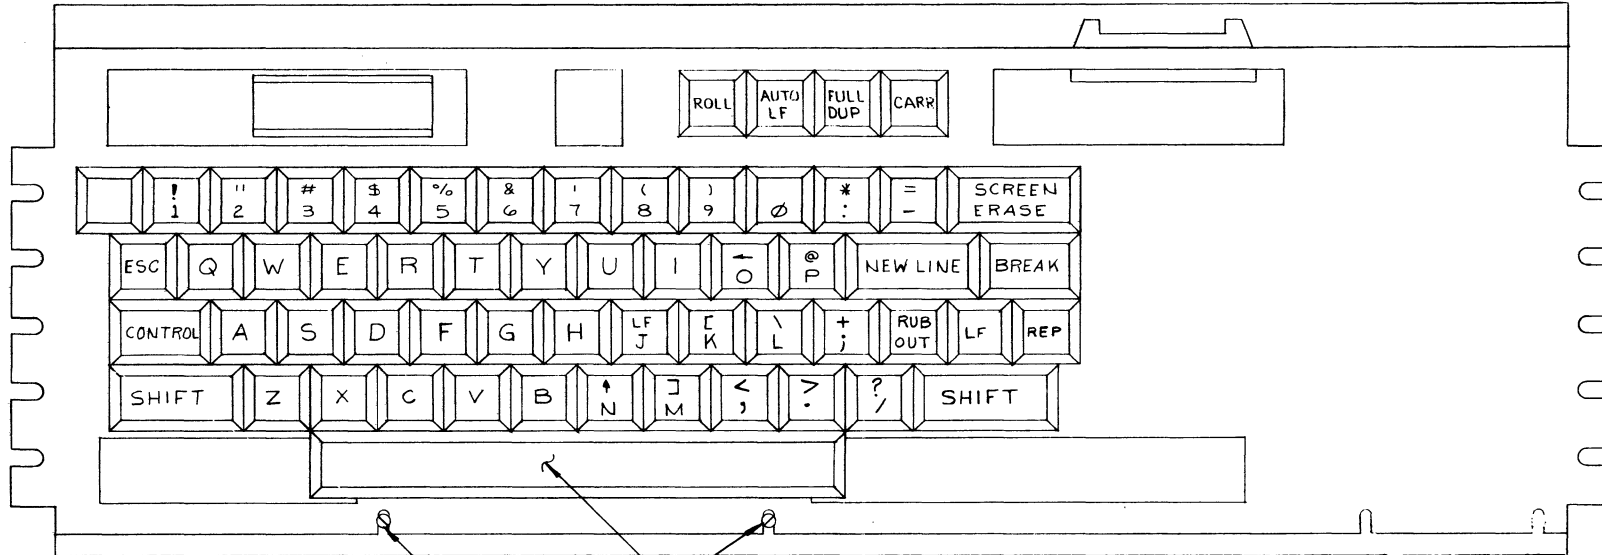 ROLL AUTO LF FULL DUP CARR
! " # $ % & ' ( ) * = SCREEN
1 2 3 4 5 6 7 8 9 Ø : - ERASE
ESC Q W E R T Y U I ← O @ P NEW LINE BREAK
CONTROL A S D F G H LF J [ K \ L + ; RUB OUT LF REP
SHIFT Z X C V B ↑ N ] M < , > . ? / SHIFT